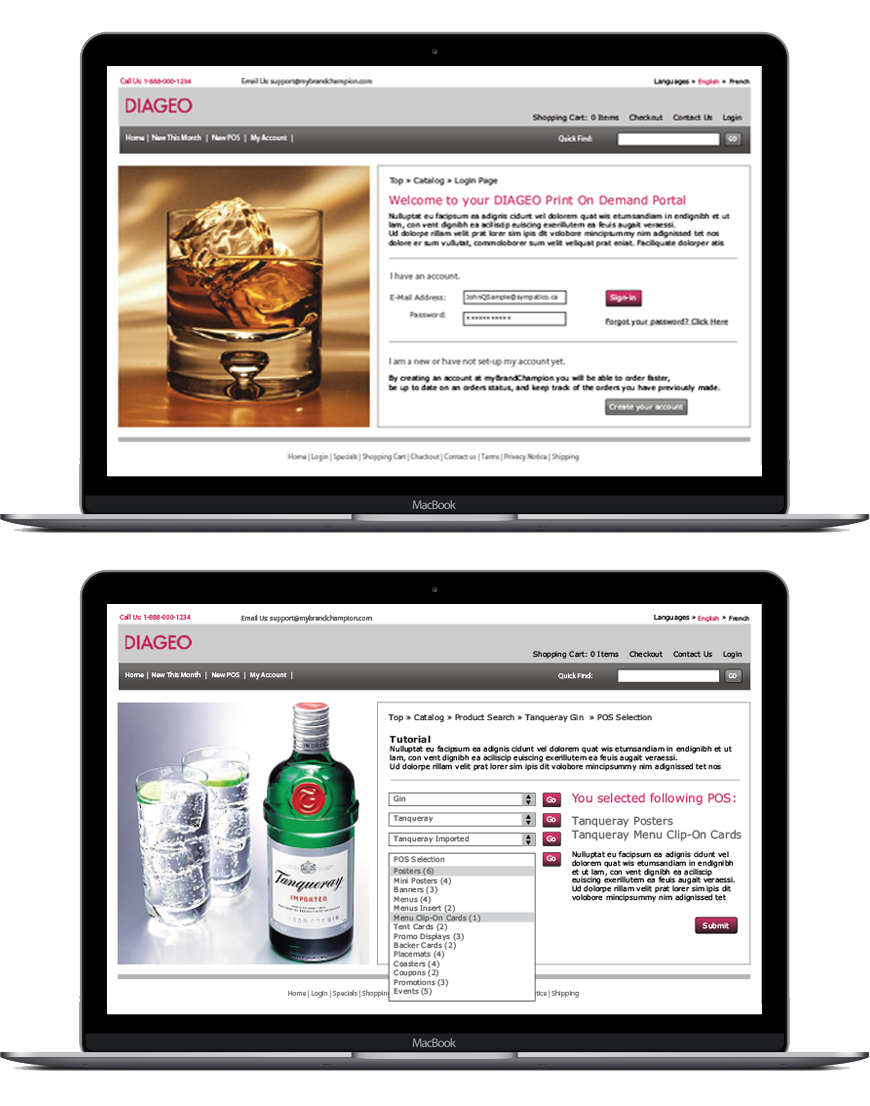 Call Us: 1-888-000-1234
Email Us: support@mybrandchampion.com
Languages » English » French
DIAGEO
Shopping Cart: 0 Items Checkout Contact Us Login
Home | New This Month | New POS | My Account |
Quick Find:
GO
Top » Catalog » Login Page
Welcome to your DIAGEO Print On Demand Portal
Nulluptat eu facipsum ea adignis cidunt vel dolorem quat wis etumsandiam in endignibh et ut
lam, con vent dignibh ea aciliscip euiscing exerillutem ea feuis augait veraessi.
Ud dolorpe rillam velit prat lorer sim ipis dit volobore mincipsummy nim adignissed tet nos
dolore er sum vullutat, commoloborer sum velit veliquat prat eniat. Faciliquate dolorper atis
I have an account.
E-Mail Address:
JohnQSample@sympatico.ca
Sign-in
Password:
Forgot your password? Click Here
I am a new or have not set-up my account yet.
By creating an account at myBrandChampion you will be able to order faster,
be up to date on an orders status, and keep track of the orders you have previously made.
Create your account
Home | Login | Specials | Shopping Cart | Checkout | Contact us | Terms | Privacy Notice | Shipping
MacBook
Call Us: 1-888-000-1234
Email Us: support@mybrandchampion.com
Languages » English » French
DIAGEO
Shopping Cart: 0 Items Checkout Contact Us Login
Home | New This Month | New POS | My Account |
Quick Find:
GO
Top » Catalog » Product Search » Tanqueray Gin » POS Selection
Tutorial
Nulluptat eu facipsum ea adignis cidunt vel dolorem quat wis etumsandiam in endignibh et ut
lam, con vent dignibh ea aciliscip euiscing exerillutem ea feuis augait veraessi.
Ud dolorpe rillam velit prat lorer sim ipis dit volobore mincipsummy nim adignissed tet nos
Gin
Go
Tanqueray
Go
Tanqueray Imported
Go
POS Selection
Go
Posters (6)
Mini Posters (4)
Banners (3)
Menus (4)
Menus Insert (2)
Menu Clip-On Cards (1)
Tent Cards (2)
Promo Displays (3)
Backer Cards (2)
Placemats (4)
Coasters (4)
Coupons (2)
Promotions (3)
Events (5)
You selected following POS:
Tanqueray Posters
Tanqueray Menu Clip-On Cards
Nulluptat eu facipsum ea adignis cidunt vel
dolorem quat wis etumsandiam in endignibh
et ut lam, con vent dignibh ea aciliscip
euiscing exerillutem ea feuis augait veraessi.
Ud dolorpe rillam velit prat lorer sim ipis dit
volobore mincipsummy nim adignissed tet
Submit
Tanqueray
IMPORTED
Home | Login | Specials | Shoppin
tice | Shipping
MacBook